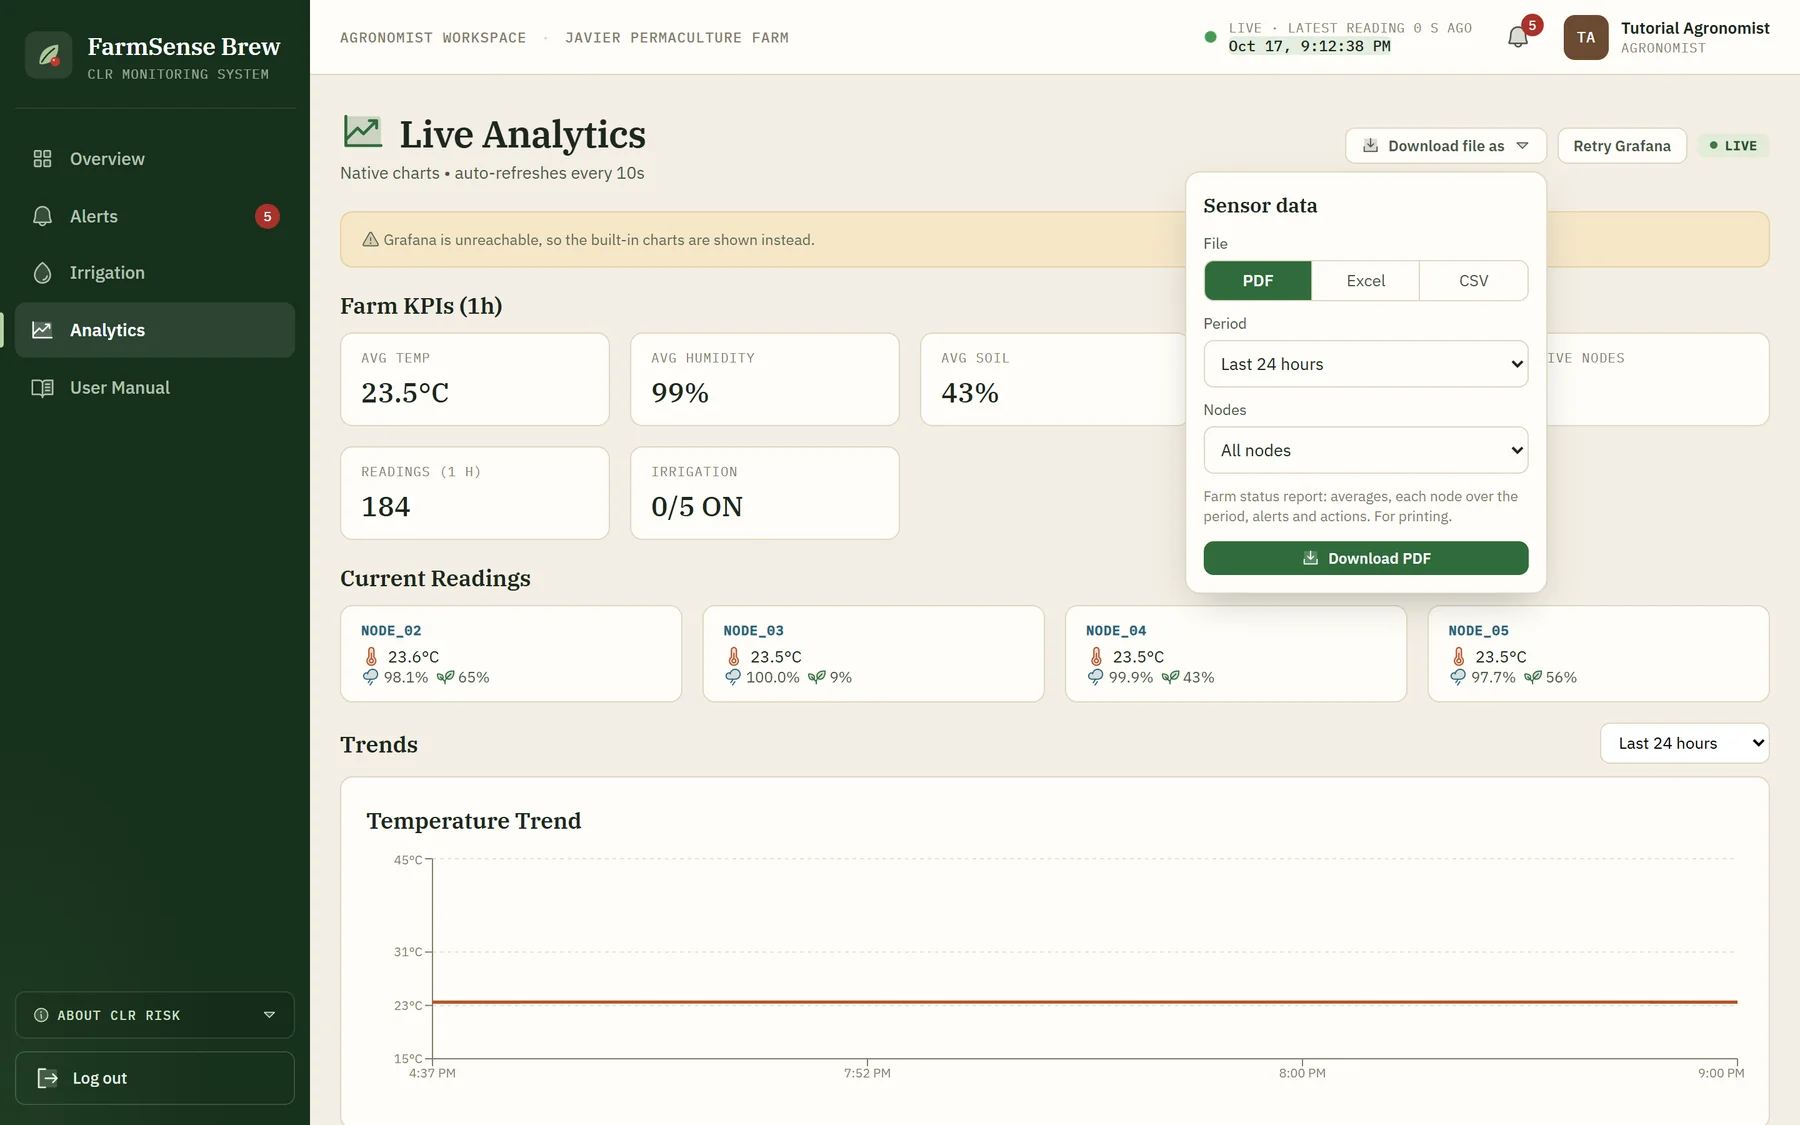 FarmSense Brew
CLR MONITORING SYSTEM
Overview
Alerts
5
Irrigation
Analytics
User Manual
ABOUT CLR RISK
Log out
AGRONOMIST WORKSPACE · JAVIER PERMACULTURE FARM
LIVE · LATEST READING 0 S AGO
Oct 17, 9:12:38 PM
5
TA
Tutorial Agronomist
AGRONOMIST
Live Analytics
Native charts • auto-refreshes every 10s
Download file as
Retry Grafana
LIVE
Grafana is unreachable, so the built-in charts are shown instead.
Sensor data
File
PDF
Excel
CSV
Period
Last 24 hours
Nodes
All nodes
Farm status report: averages, each node over the
period, alerts and actions. For printing.
Download PDF
Farm KPIs (1h)
AVG TEMP
23.5°C
AVG HUMIDITY
99%
AVG SOIL
43%
IVE NODES
READINGS (1 H)
184
IRRIGATION
0/5 ON
Current Readings
NODE_02
23.6°C
98.1% 65%
NODE_03
23.5°C
100.0% 9%
NODE_04
23.5°C
99.9% 43%
NODE_05
23.5°C
97.7% 56%
Trends
Last 24 hours
Temperature Trend
45°C
31°C
23°C
15°C
4:37 PM
7:52 PM
8:00 PM
9:00 PM